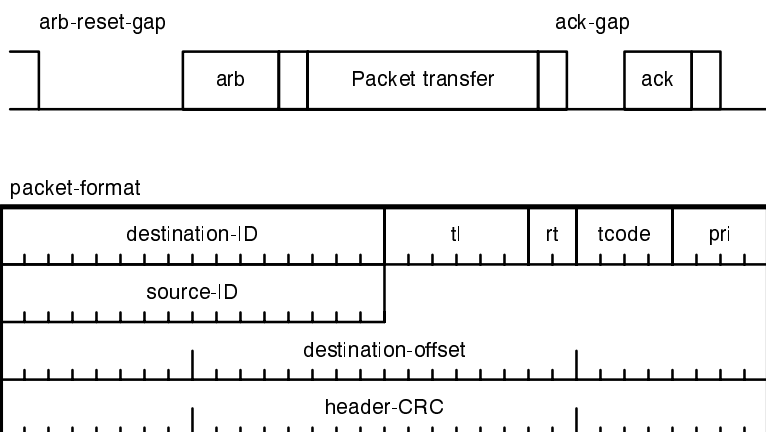 arb-reset-gap ack-gap
arb Packet transfer ack
packet-format
destination-ID tl rt tcode pri
source-ID
destination-offset
header-CRC